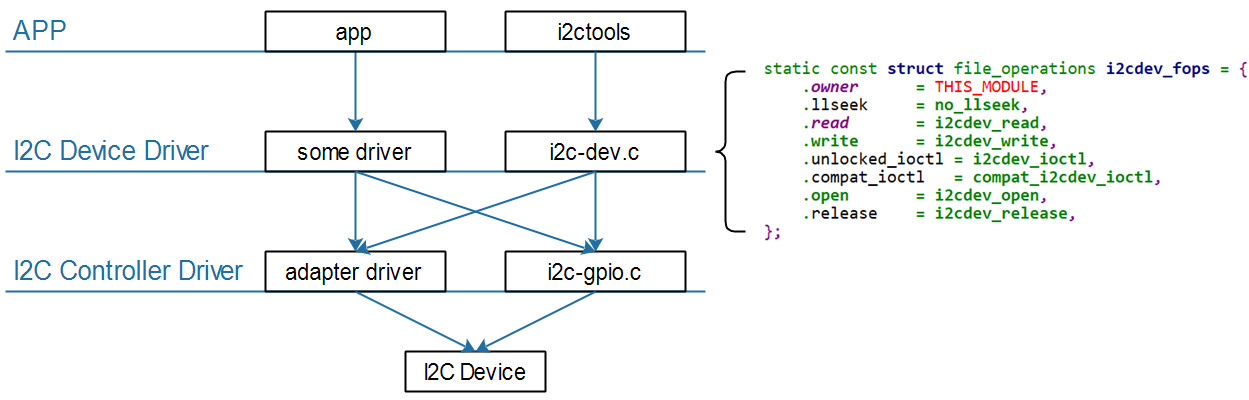 APP
app
i2ctools
I2C Device Driver
some driver
i2c-dev.c
I2C Controller Driver
adapter driver
i2c-gpio.c
I2C Device
static const struct file_operations i2cdev_fops = {
.owner = THIS_MODULE,
.llseek = no_llseek,
.read = i2cdev_read,
.write = i2cdev_write,
.unlocked_ioctl = i2cdev_ioctl,
.compat_ioctl = compat_i2cdev_ioctl,
.open = i2cdev_open,
.release = i2cdev_release,
};